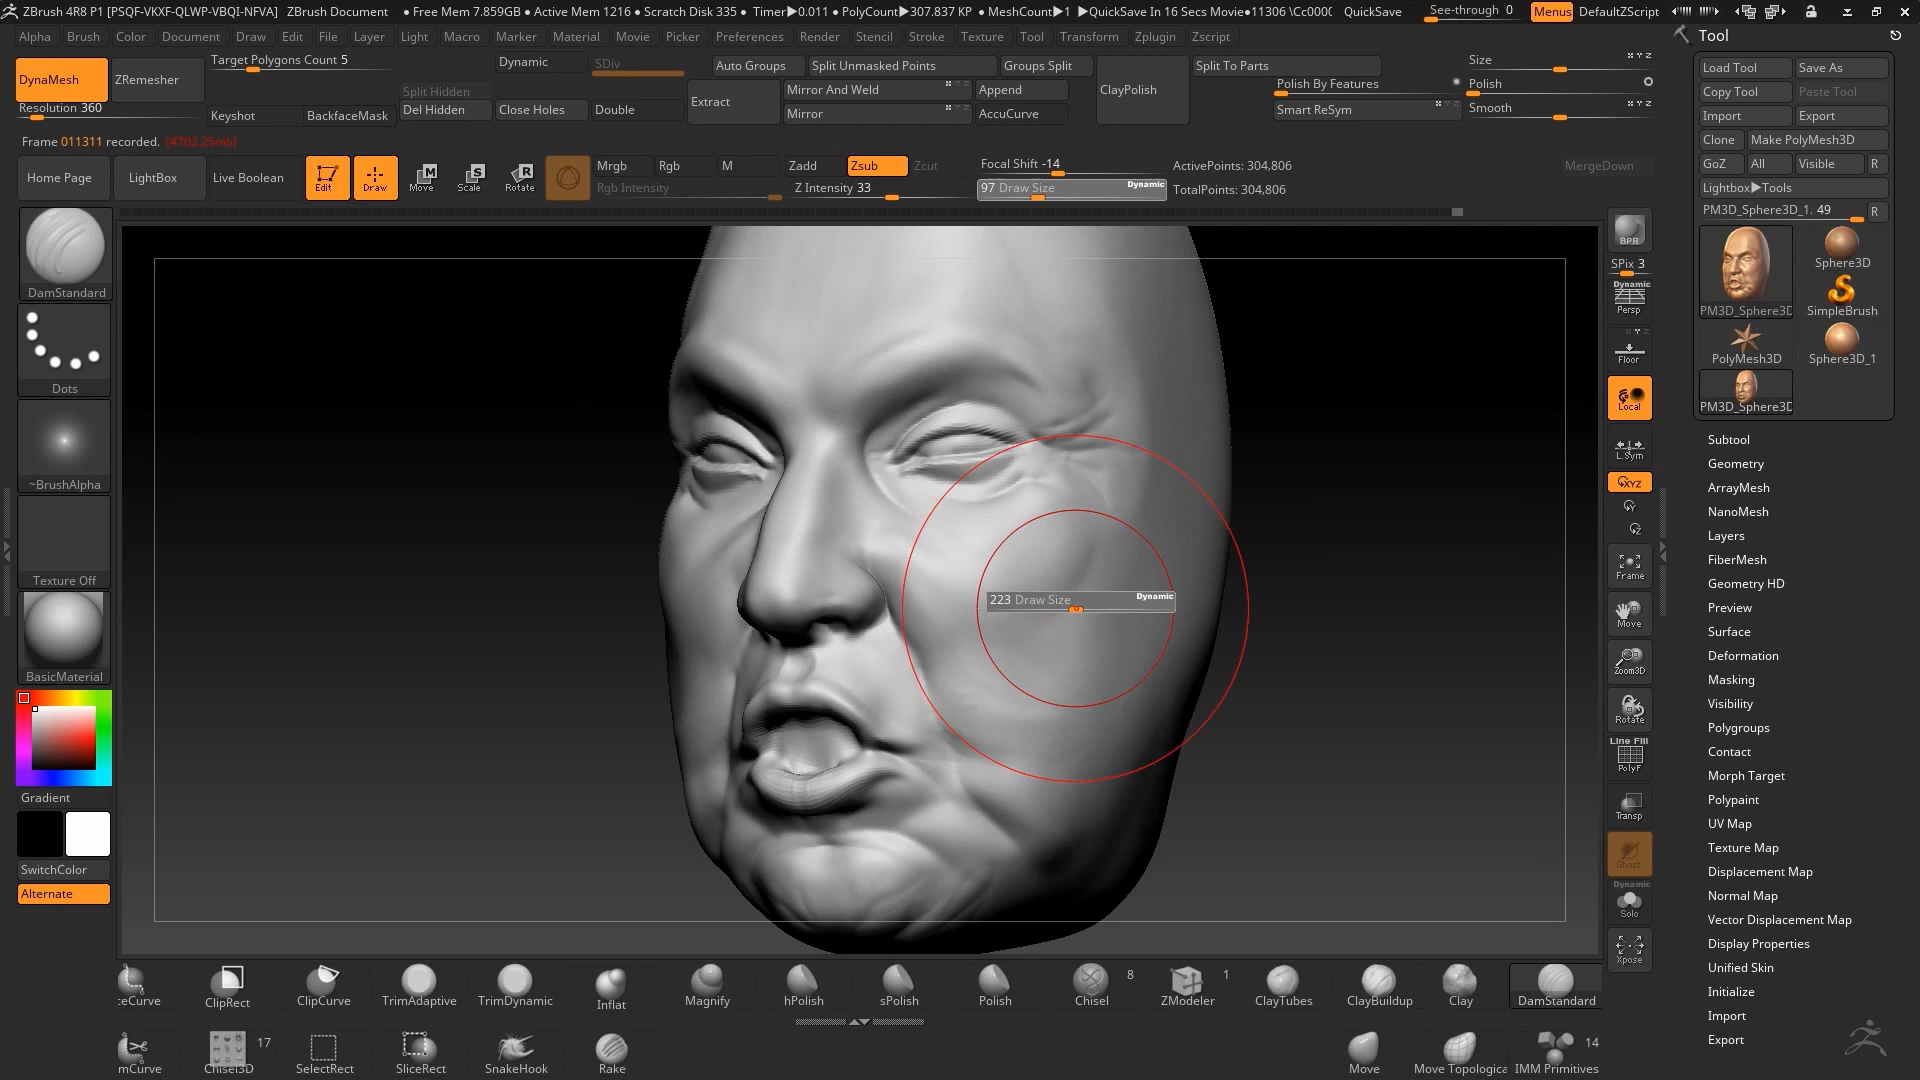 ZBrush 4R8 P1 [PSQF-VKXF-QLWP-VBQI-NFVA] ZBrush Document • Free Mem 7.859GB • Active Mem 1216 • Scratch Disk 335 • Timer▶0.011 • PolyCount▶307.837 KP • MeshCount▶1 ▶QuickSave In 16 Secs Movie•11306 QuickSave See-through 0 Menus DefaultZScript
Alpha Brush Color Document Draw Edit File Layer Light Macro Marker Material Movie Picker Preferences Render Stencil Stroke Texture Tool Transform Zplugin Zscript
DynaMesh ZRemesher Target Polygons Count 5 Dynamic SDiv Auto Groups Split Unmasked Points Groups Split Split To Parts Size
Split Hidden Extract Mirror And Weld Append ClayPolish Polish By Features Polish
Resolution 360 Keyshot BackfaceMask Del Hidden Close Holes Double Mirror AccuCurve Smart ReSym Smooth
Frame 011311 recorded. (4702.25mb)
Home Page LightBox Live Boolean Edit Draw Move Scale Rotate Mrgb Rgb M Zadd Zsub Zcut Focal Shift -14 ActivePoints: 304,806 MergeDown
Rgb Intensity Z Intensity 33 97 Draw Size Dynamic TotalPoints: 304,806
DamStandard
Dots
~BrushAlpha
Texture Off
BasicMaterial
Gradient
SwitchColor
Alternate
223 Draw Size Dynamic
BPR
SPix 3
Dynamic
Persp
Floor
Local
L.Sym
XYZ
Frame
Move
Zoom3D
Rotate
Line Fill
PolyF
Transp
Ghost
Dynamic
Solo
Xpose
Tool
Load Tool Save As
Copy Tool Paste Tool
Import Export
Clone Make PolyMesh3D
GoZ All Visible R
Lightbox▶Tools
PM3D_Sphere3D_1. 49 R
Sphere3D
PM3D_Sphere3D SimpleBrush
PolyMesh3D Sphere3D_1
PM3D_Sphere3D
Subtool
Geometry
ArrayMesh
NanoMesh
Layers
FiberMesh
Geometry HD
Preview
Surface
Deformation
Masking
Visibility
Polygroups
Contact
Morph Target
Polypaint
UV Map
Texture Map
Displacement Map
Normal Map
Vector Displacement Map
Display Properties
Unified Skin
Initialize
Import
Export
ceCurve ClipRect ClipCurve TrimAdaptive TrimDynamic Inflat Magnify hPolish sPolish Polish Chisel 8 ZModeler 1 ClayTubes ClayBuildup Clay DamStandard
mCurve Chisel3D 17 SelectRect SliceRect SnakeHook Rake Move Move Topologica IMM Primitives 14